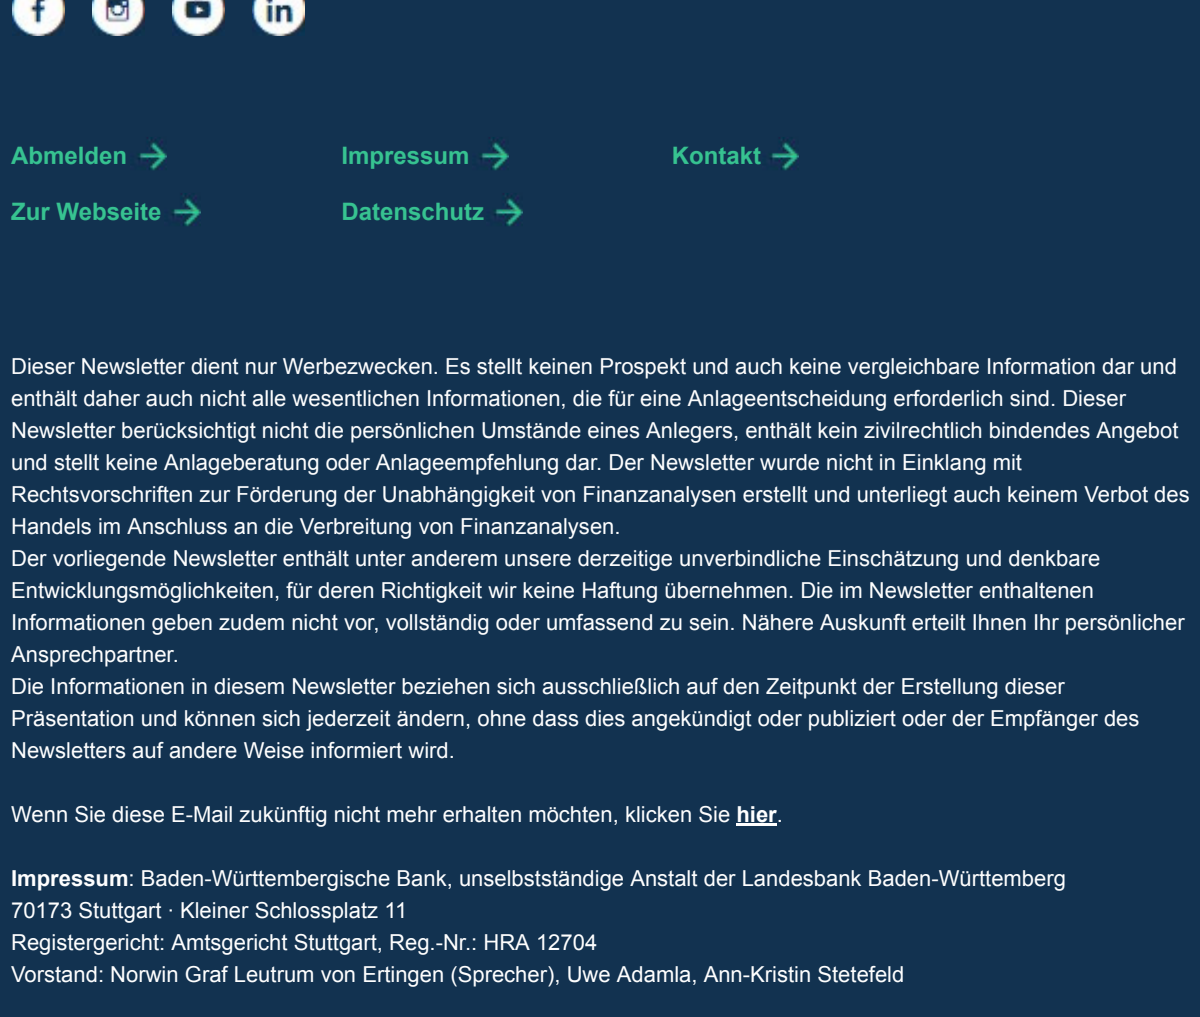 Abmelden → Impressum → Kontakt →
Zur Webseite → Datenschutz →
Dieser Newsletter dient nur Werbezwecken. Es stellt keinen Prospekt und auch keine vergleichbare Information dar und
enthält daher auch nicht alle wesentlichen Informationen, die für eine Anlageentscheidung erforderlich sind. Dieser
Newsletter berücksichtigt nicht die persönlichen Umstände eines Anlegers, enthält kein zivilrechtlich bindendes Angebot
und stellt keine Anlageberatung oder Anlageempfehlung dar. Der Newsletter wurde nicht in Einklang mit
Rechtsvorschriften zur Förderung der Unabhängigkeit von Finanzanalysen erstellt und unterliegt auch keinem Verbot des
Handels im Anschluss an die Verbreitung von Finanzanalysen.
Der vorliegende Newsletter enthält unter anderem unsere derzeitige unverbindliche Einschätzung und denkbare
Entwicklungsmöglichkeiten, für deren Richtigkeit wir keine Haftung übernehmen. Die im Newsletter enthaltenen
Informationen geben zudem nicht vor, vollständig oder umfassend zu sein. Nähere Auskunft erteilt Ihnen Ihr persönlicher
Ansprechpartner.
Die Informationen in diesem Newsletter beziehen sich ausschließlich auf den Zeitpunkt der Erstellung dieser
Präsentation und können sich jederzeit ändern, ohne dass dies angekündigt oder publiziert oder der Empfänger des
Newsletters auf andere Weise informiert wird.
Wenn Sie diese E-Mail zukünftig nicht mehr erhalten möchten, klicken Sie hier.
Impressum: Baden-Württembergische Bank, unselbstständige Anstalt der Landesbank Baden-Württemberg
70173 Stuttgart · Kleiner Schlossplatz 11
Registergericht: Amtsgericht Stuttgart, Reg.-Nr.: HRA 12704
Vorstand: Norwin Graf Leutrum von Ertingen (Sprecher), Uwe Adamla, Ann-Kristin Stetefeld